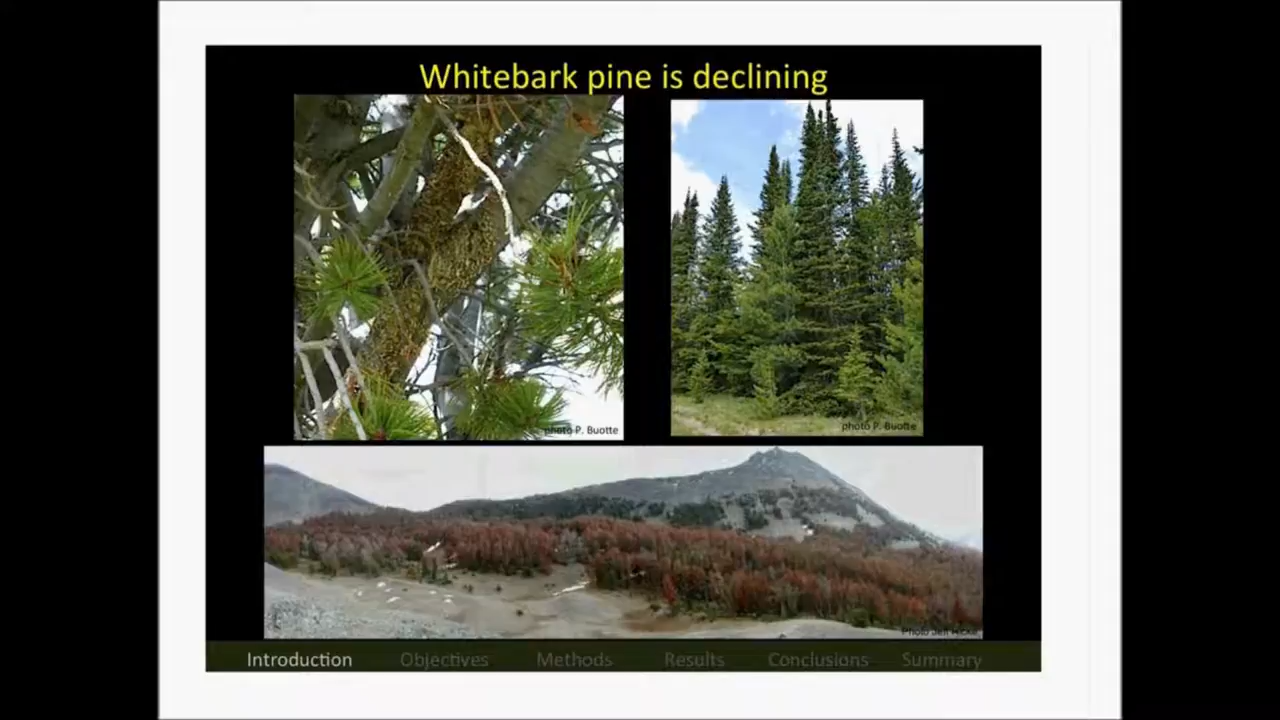 Whitebark pine is declining
photo P. Buotte
photo P. Buotte
Photo Jeff Hicke
Introduction Objectives Methods Results Conclusions Summary